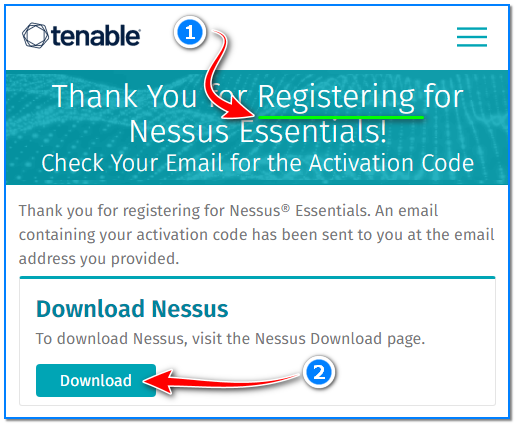 tenable
1
Thank You for Registering for
Nessus Essentials!
Check Your Email for the Activation Code
Thank you for registering for Nessus® Essentials. An email
containing your activation code has been sent to you at the email
address you provided.
Download Nessus
To download Nessus, visit the Nessus Download page.
Download
2